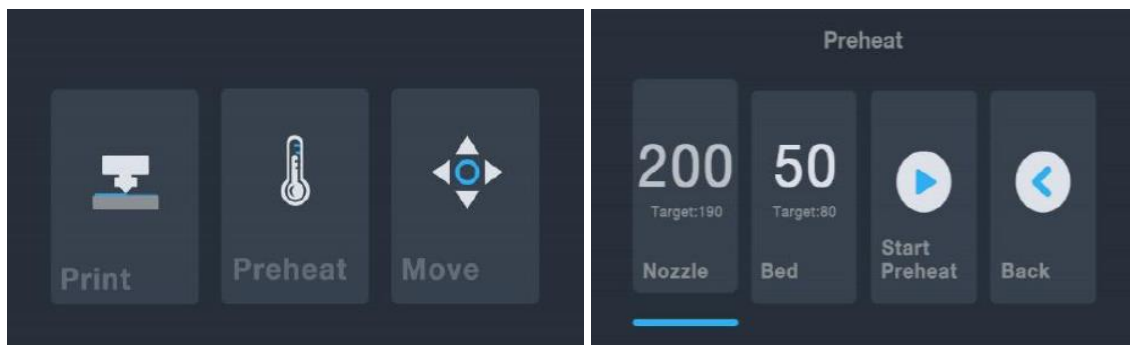 Print
Preheat
Move
Preheat
200
Target:190
Nozzle
50
Target:80
Bed
Start
Preheat
Back